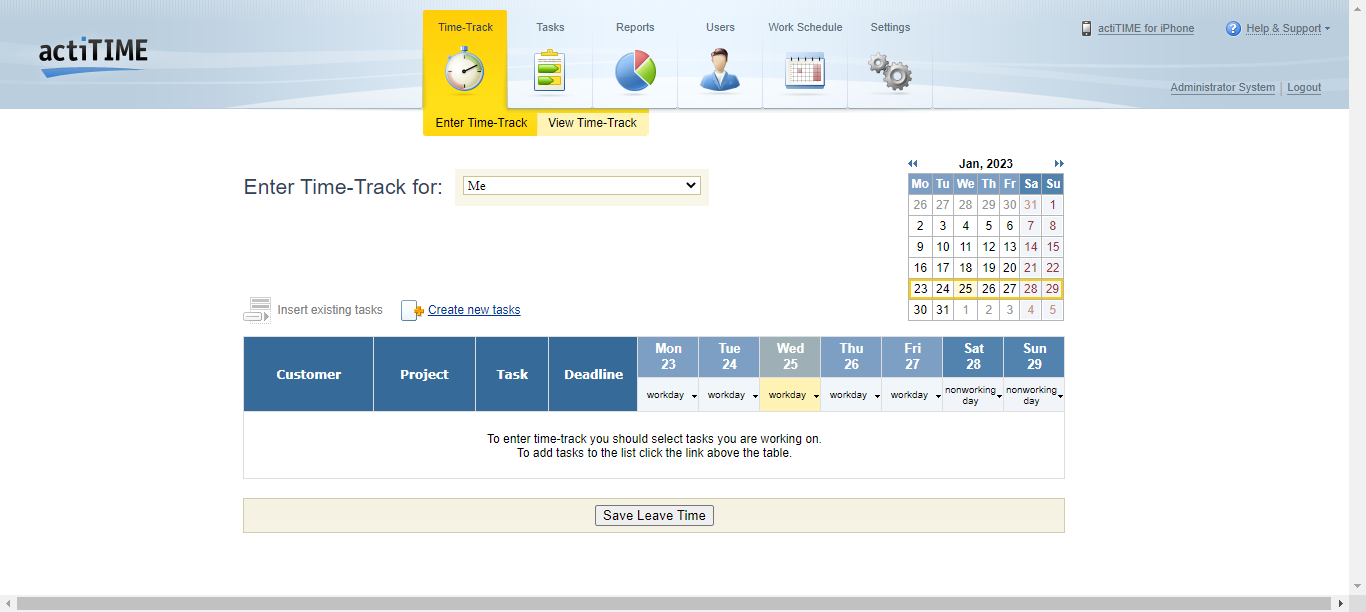 actiTIME
Time-Track
Tasks
Reports
Users
Work Schedule
Settings
actiTIME for iPhone
? Help & Support
Administrator System | Logout
Enter Time-Track
View Time-Track
Enter Time-Track for: Me
Jan, 2023
Mo Tu We Th Fr Sa Su
26 27 28 29 30 31 1
2 3 4 5 6 7 8
9 10 11 12 13 14 15
16 17 18 19 20 21 22
23 24 25 26 27 28 29
30 31 1 2 3 4 5
Insert existing tasks
Create new tasks
Customer
Project
Task
Deadline
Mon 23
Tue 24
Wed 25
Thu 26
Fri 27
Sat 28
Sun 29
workday
workday
workday
workday
workday
nonworking day
nonworking day
To enter time-track you should select tasks you are working on.
To add tasks to the list click the link above the table.
Save Leave Time